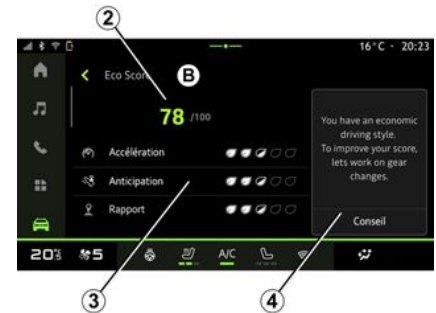 2
16°C · 20:23
Eco Score
B
78 /100
Accélération
Anticipation
Rapport
You have an economic
driving style.
To improve your score,
lets work on gear
changes.
Conseil
20°
5
A/C
3
4